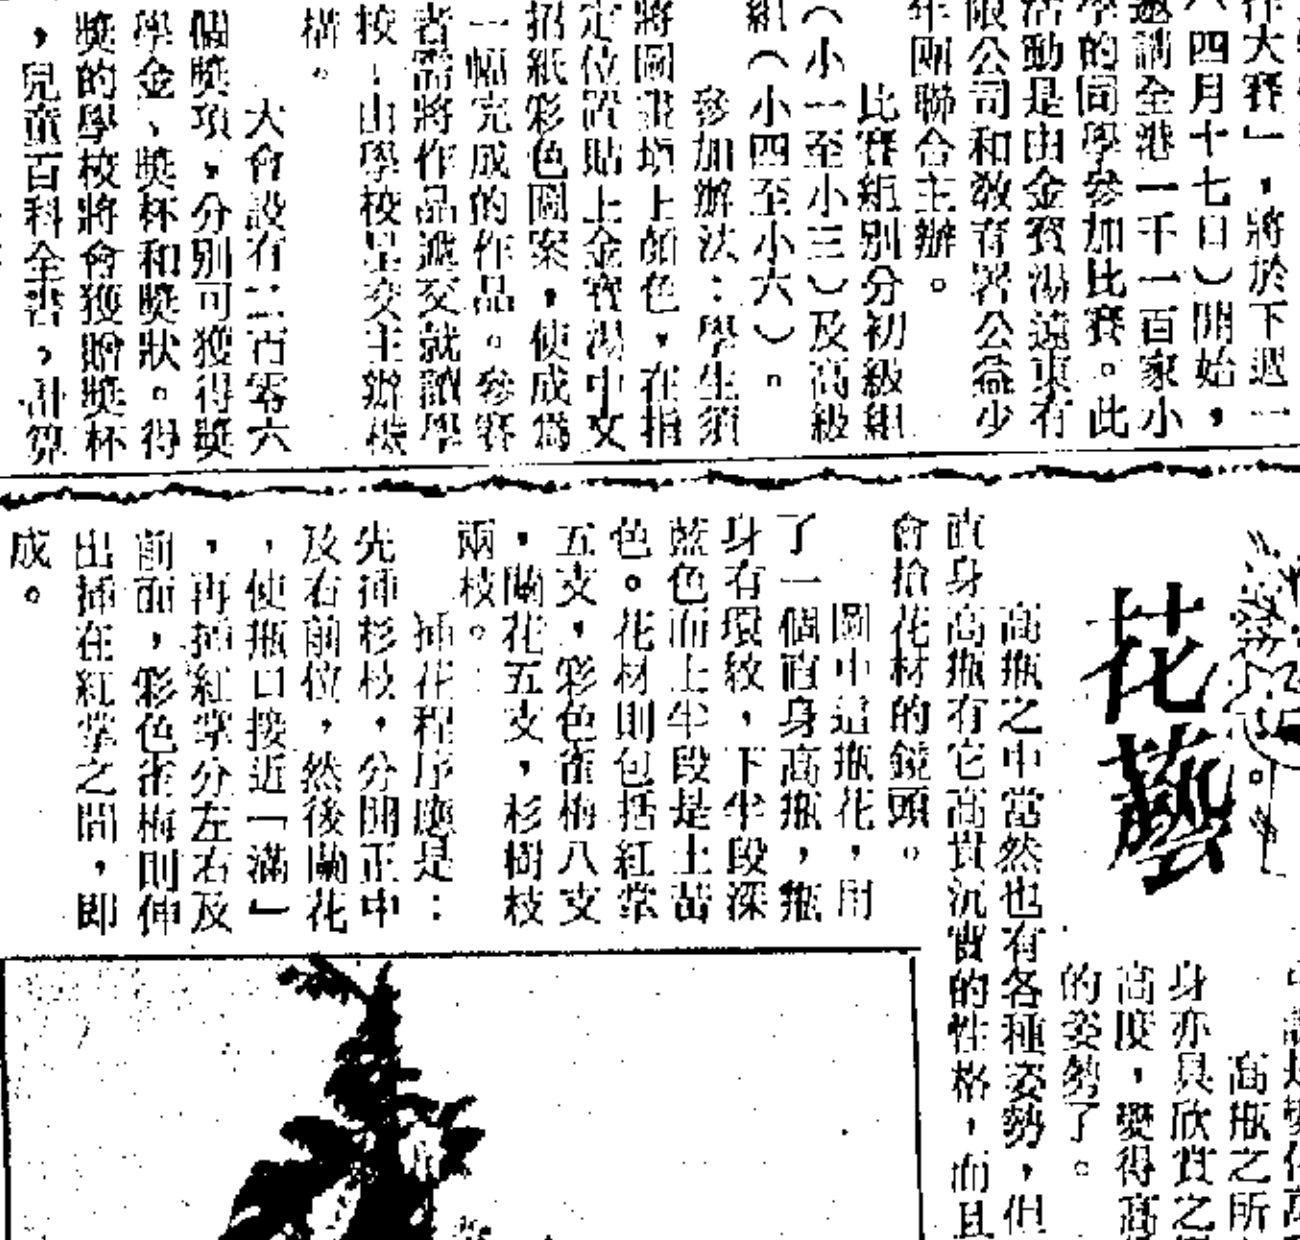 作大賽」，將於下週一
（四月十七日）開始，
邀請全港一千一百家小
學的同學參加比賽。此
活動是由金寶湯遠東有
限公司和敎育署公益少
年團聯合主辦。
比賽組別分初級組
（小一至小三）及高級
組（小四至小六）。
參加辦法：學生須
將圖畫塡上顏色，在指
定位置貼上金寶湯中文
招紙彩色圖案，使成爲
一幅完成的作品。參賽
者需將作品遞交就讀學
校，由學校呈交主辦機
構。
大會設有二百零六
個獎項，分別可獲得獎
學金、獎杯和獎狀。得
獎的學校將會獲贈獎杯
，兒童百科全書，計算
花藝
高瓶之所
身亦具欣賞之
高度，變得高
的姿勢了。
高瓶之中當然也有各種姿勢，但
直身高瓶有它高貴沉實的性格，而且
會搶花材的鏡頭。
圖中這瓶花，用
了一個直身高瓶，瓶
身有環紋，下半段深
藍色而上半段是土黃
色。花材則包括紅掌
五支，彩色雀梅八支
，蘭花五支，杉樹枝
兩枝。
插花程序應是：
先揷杉枝，分開正中
及右前位，然後蘭花
，使瓶口接近「滿」
，再揷紅掌分左右及
前面，彩色雀梅則伸
出揷在紅掌之間，即
成。